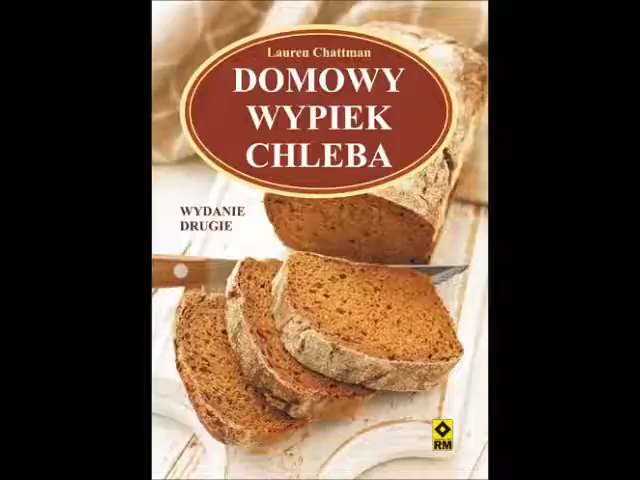 Lauren Chattman
DOMOWY
WYPIEK
CHLEBA
WYDANIE
DRUGIE
RM